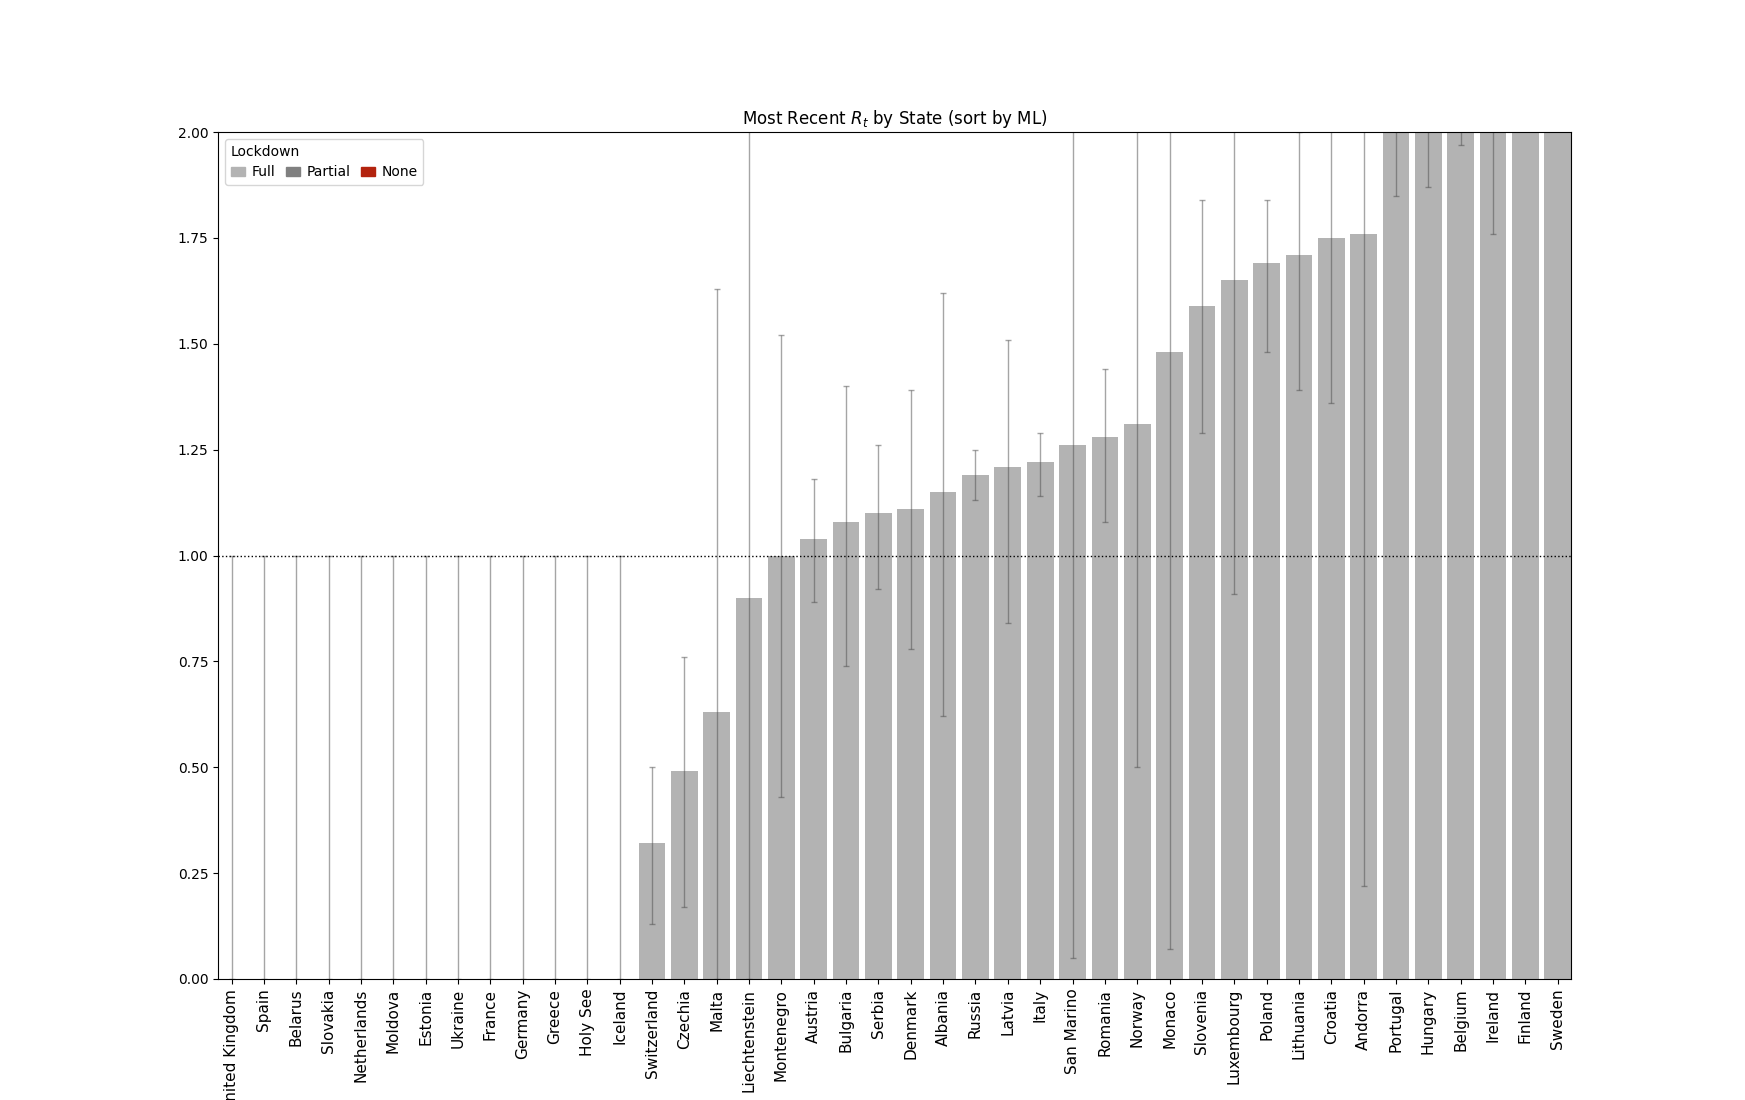 Most Recent Rt by State (sort by ML)
Lockdown
Full Partial None
2.00
1.75
1.50
1.25
1.00
0.75
0.50
0.25
0.00
nited Kingdom
Spain
Belarus
Slovakia
Netherlands
Moldova
Estonia
Ukraine
France
Germany
Greece
Holy See
Iceland
Switzerland
Czechia
Malta
Liechtenstein
Montenegro
Austria
Bulgaria
Serbia
Denmark
Albania
Russia
Latvia
Italy
San Marino
Romania
Norway
Monaco
Slovenia
Luxembourg
Poland
Lithuania
Croatia
Andorra
Portugal
Hungary
Belgium
Ireland
Finland
Sweden